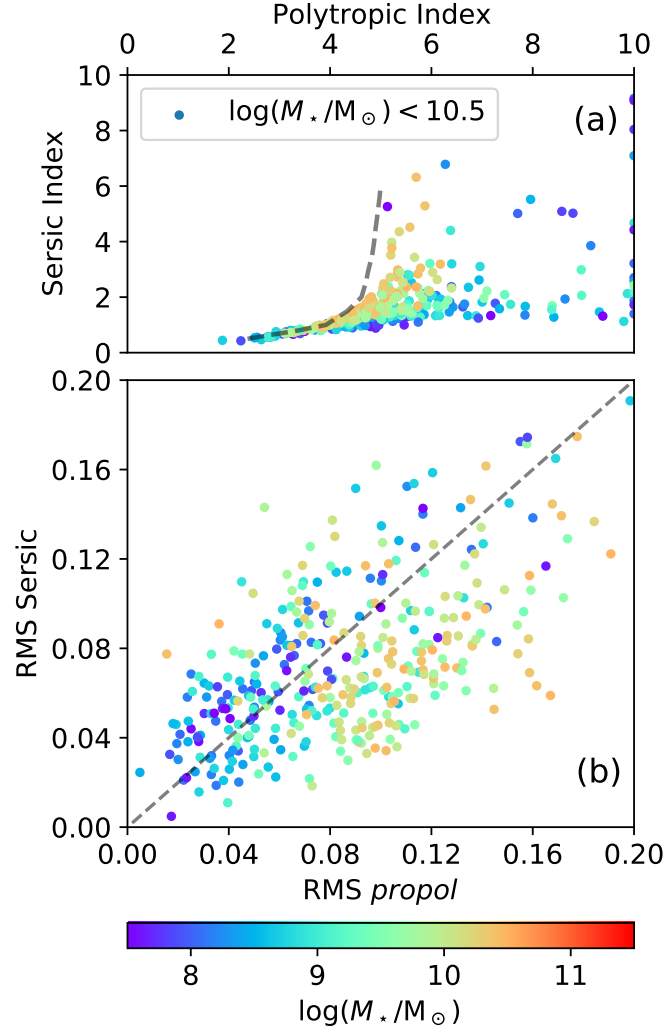 Polytropic Index
0 2 4 6 8 10
10
8
6
4
2
0
Sersic Index
log(M⋆/M☉) < 10.5
(a)
0.20
0.16
0.12
0.08
0.04
0.00
RMS Sersic
(b)
0.00 0.04 0.08 0.12 0.16 0.20
RMS propol
8 9 10 11
log(M⋆/M☉)